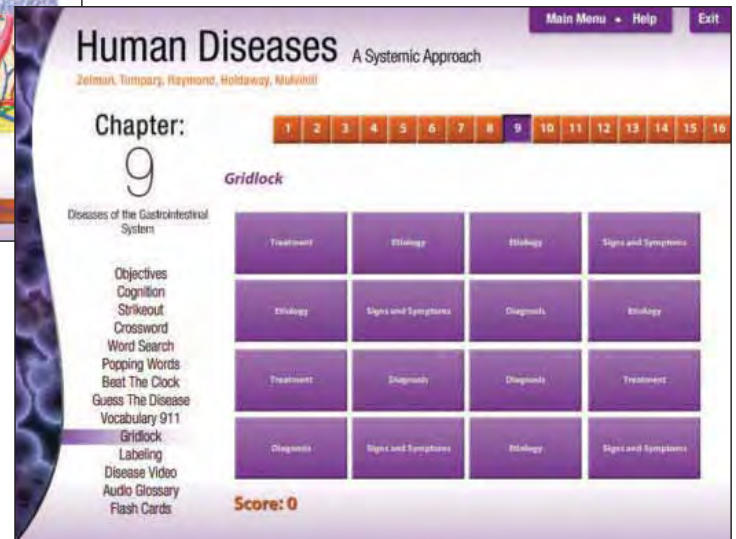 Main Menu • Help Exit
Human Diseases A Systemic Approach
Zelman, Tompary, Raymond, Holdaway, Mulvihill
Chapter:
9
Diseases of the Gastrointestinal
System
1 2 3 4 5 6 7 8 9 10 11 12 13 14 15 16
Gridlock
Treatment Etiology Etiology Signs and Symptoms
Etiology Signs and Symptoms Diagnosis Etiology
Treatment Diagnosis Diagnosis Treatment
Diagnosis Signs and Symptoms Etiology Signs and Symptoms
Objectives
Cognition
Strikeout
Crossword
Word Search
Popping Words
Beat The Clock
Guess The Disease
Vocabulary 911
Gridlock
Labeling
Disease Video
Audio Glossary
Flash Cards
Score: 0